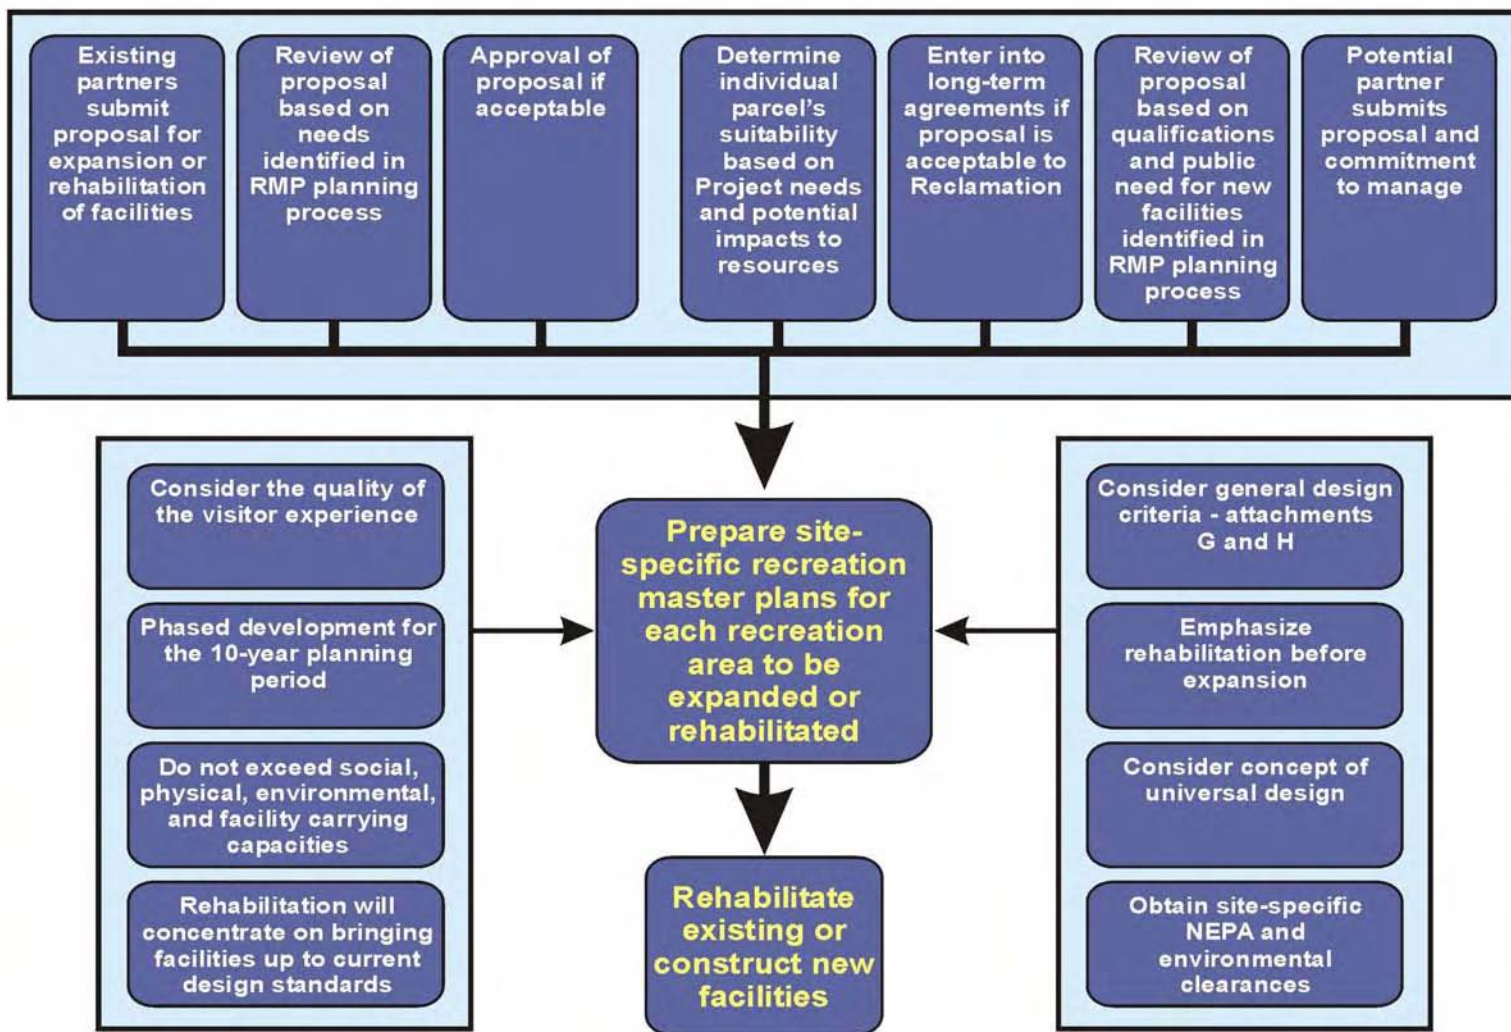 Existing
partners
submit
proposal for
expansion or
rehabilitation
of facilities
Review of
proposal
based on
needs
identified in
RMP planning
process
Approval of
proposal if
acceptable
Determine
individual
parcel's
suitability
based on
Project needs
and potential
impacts to
resources
Enter into
long-term
agreements if
proposal is
acceptable to
Reclamation
Review of
proposal
based on
qualifications
and public
need for new
facilities
identified in
RMP planning
process
Potential
partner
submits
proposal and
commitment
to manage
Consider the quality of
the visitor experience
Phased development for
the 10-year planning
period
Do not exceed social,
physical, environmental,
and facility carrying
capacities
Rehabilitation will
concentrate on bringing
facilities up to current
design standards
Prepare site-
specific recreation
master plans for
each recreation
area to be
expanded or
rehabilitated
Rehabilitate
existing or
construct new
facilities
Consider general design
criteria - attachments
G and H
Emphasize
rehabilitation before
expansion
Consider concept of
universal design
Obtain site-specific
NEPA and
environmental
clearances